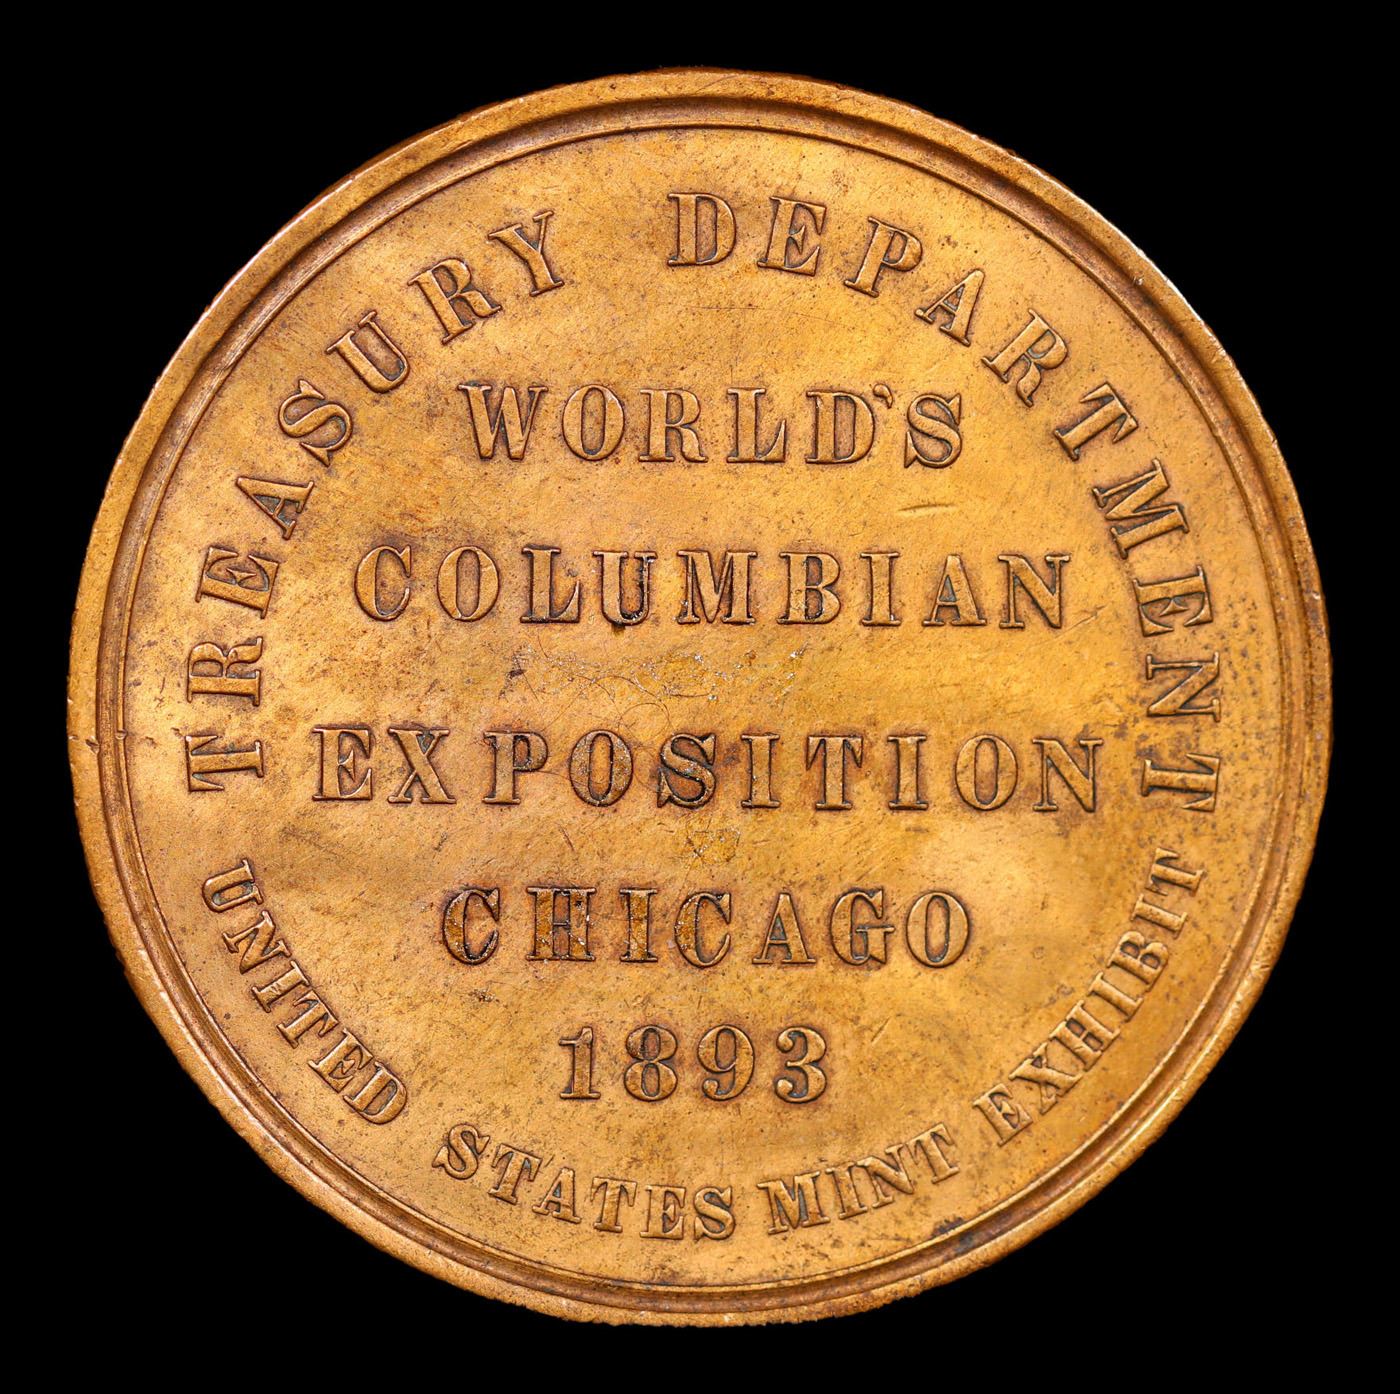 TREASURY DEPARTMENT
WORLD'S
COLUMBIAN
EXPOSITION
CHICAGO
1893
UNITED STATES MINT EXHIBIT